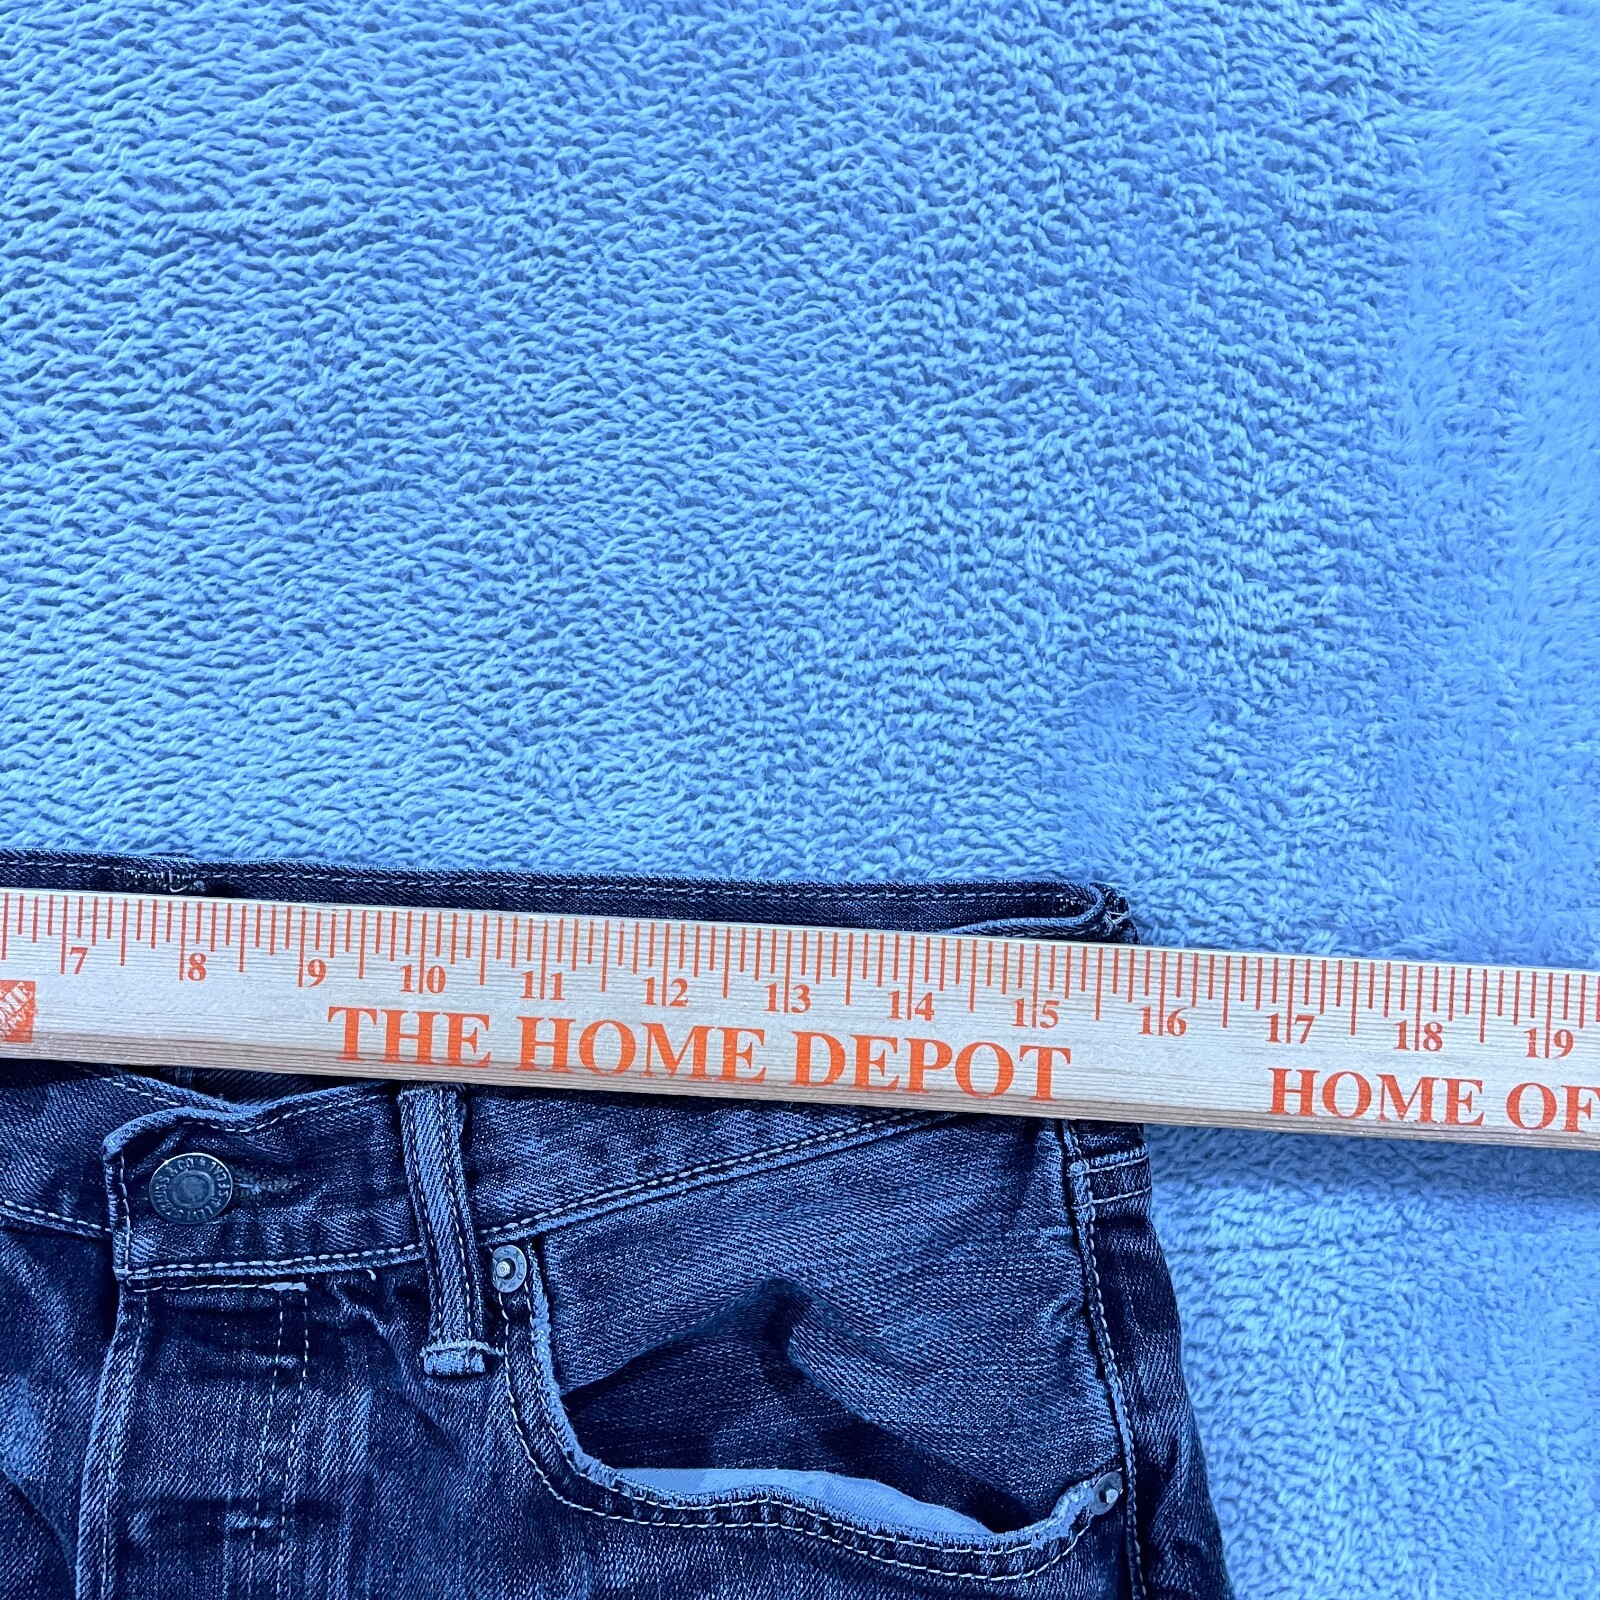 7 8 9 10 11 12 13 14 15 16 17 18 19
THE HOME DEPOT HOME OF